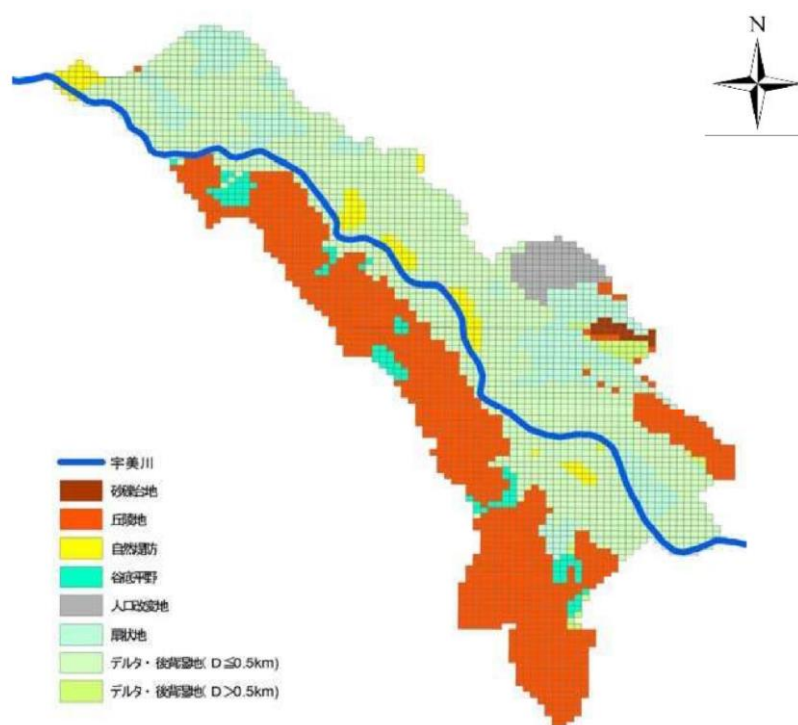 N
宇美川
砂礫台地
丘陵地
自然堤防
谷底平野
人口改変地
扇状地
デルタ・後背湿地( D≦0.5km)
デルタ・後背湿地( D>0.5km)